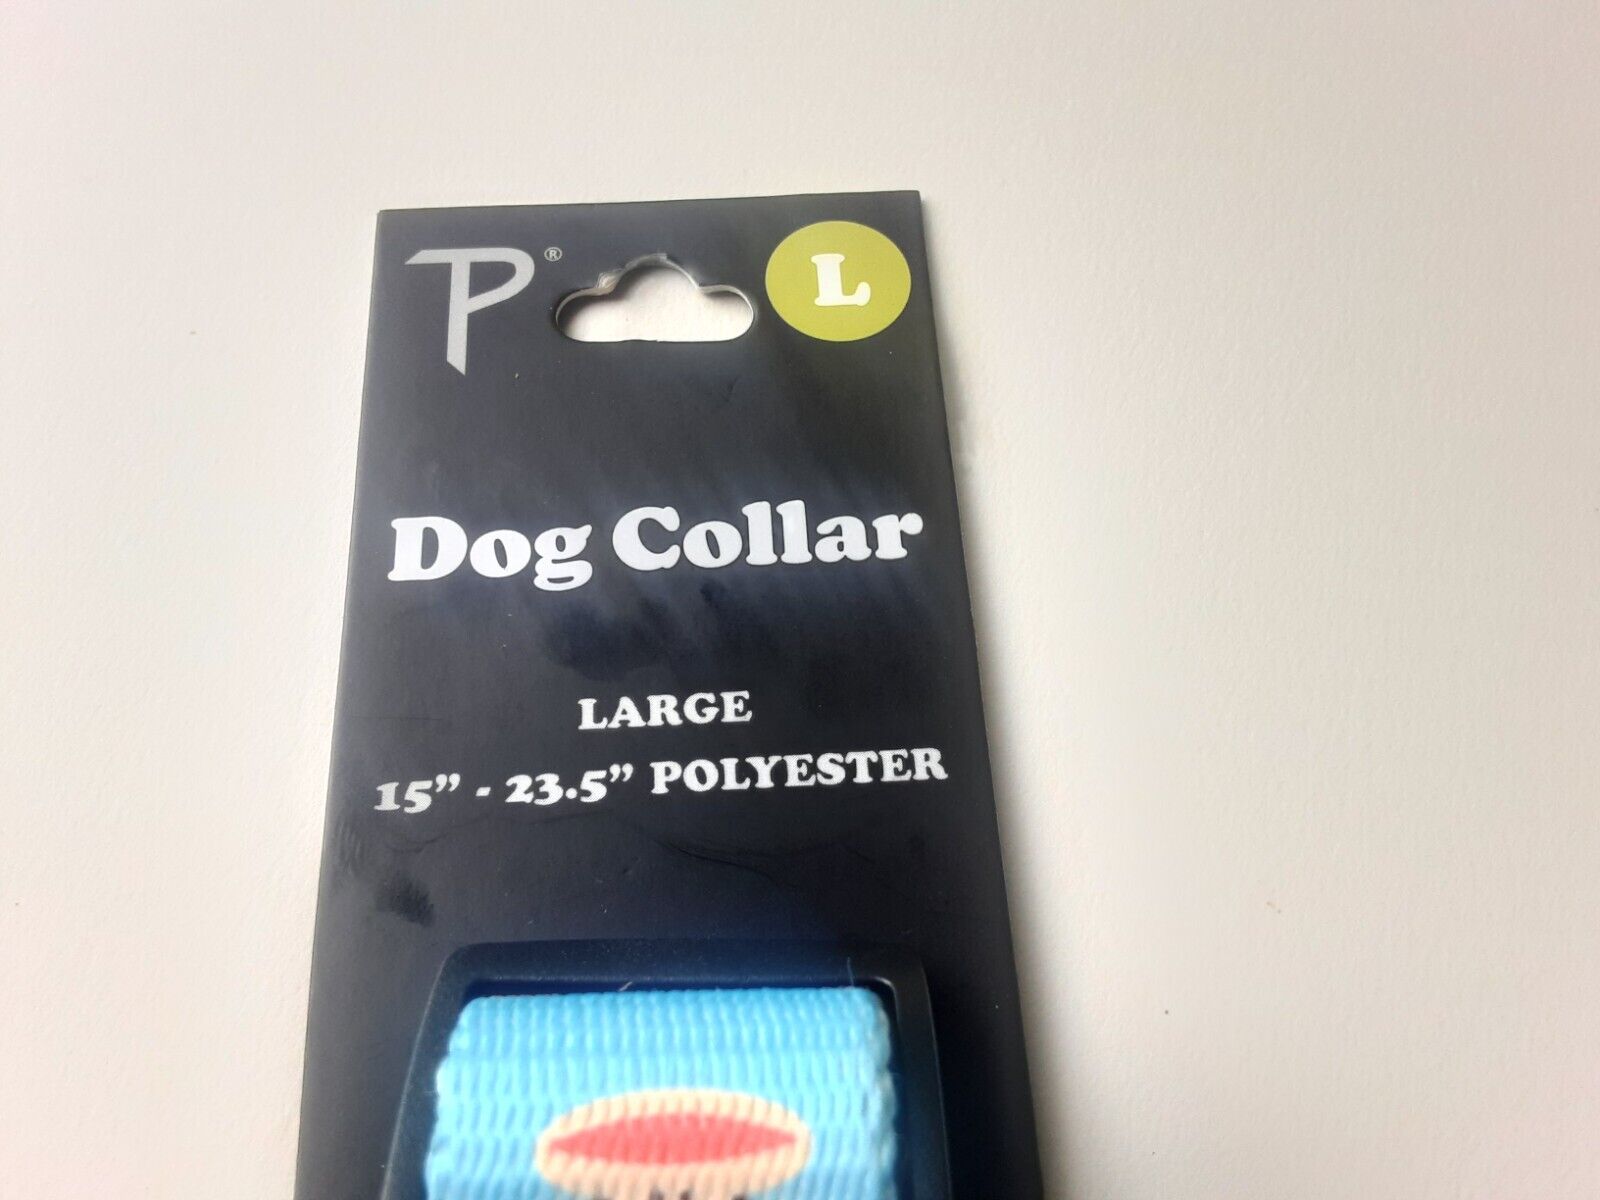 P®
L
Dog Collar
LARGE
15” - 23.5” POLYESTER